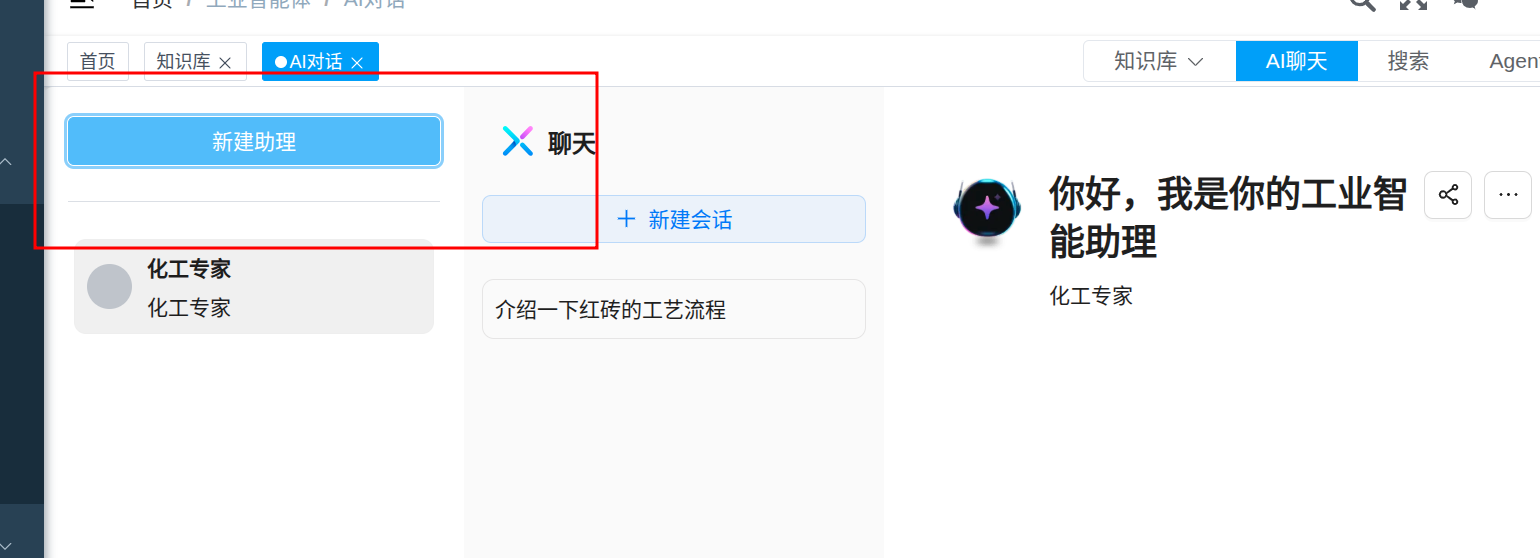 首页 / 工业智能体 / AI对话
首页
知识库
AI对话
知识库
AI聊天
搜索
Agen
新建助理
聊天
新建会话
化工专家
化工专家
介绍一下红砖的工艺流程
你好，我是你的工业智
能助理
化工专家